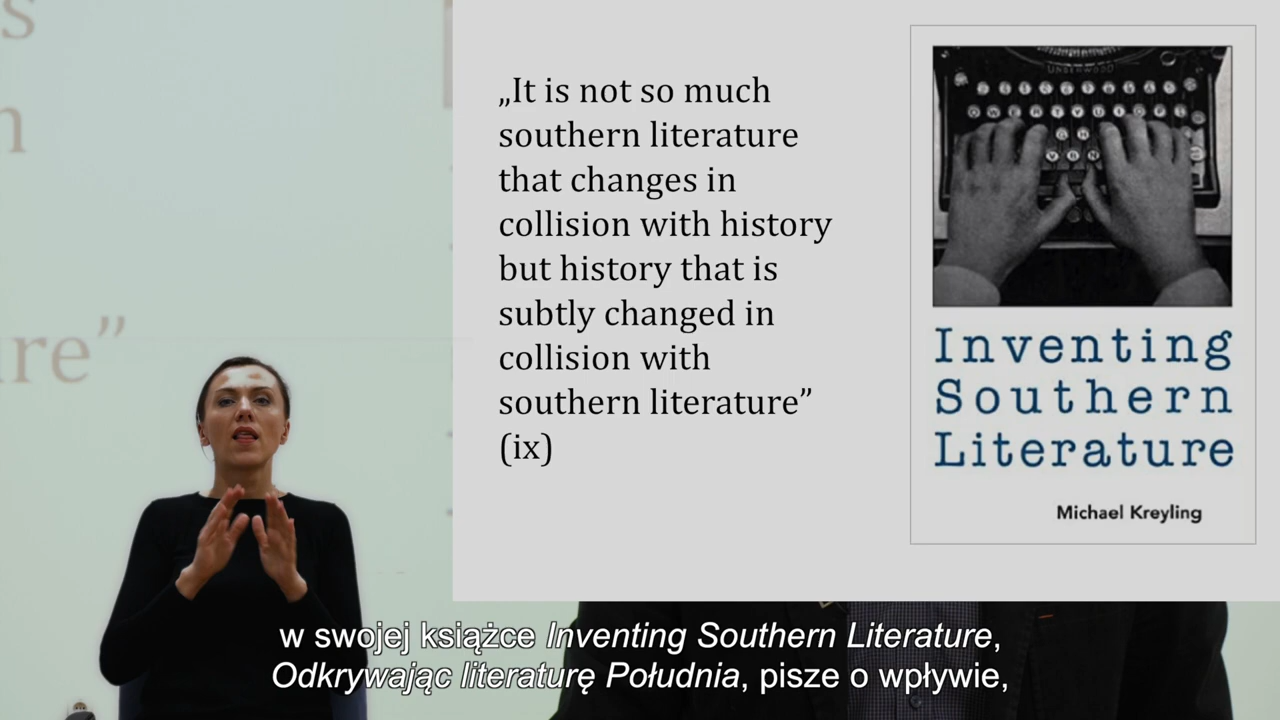 s
n
ure”
„It is not so much
southern literature
that changes in
collision with history
but history that is
subtly changed in
collision with
southern literature”
(ix)
UNDERWOOD
Inventing
Southern
Literature
Michael Kreyling
w swojej książce Inventing Southern Literature,
Odkrywając literaturę Południa, pisze o wpływie,